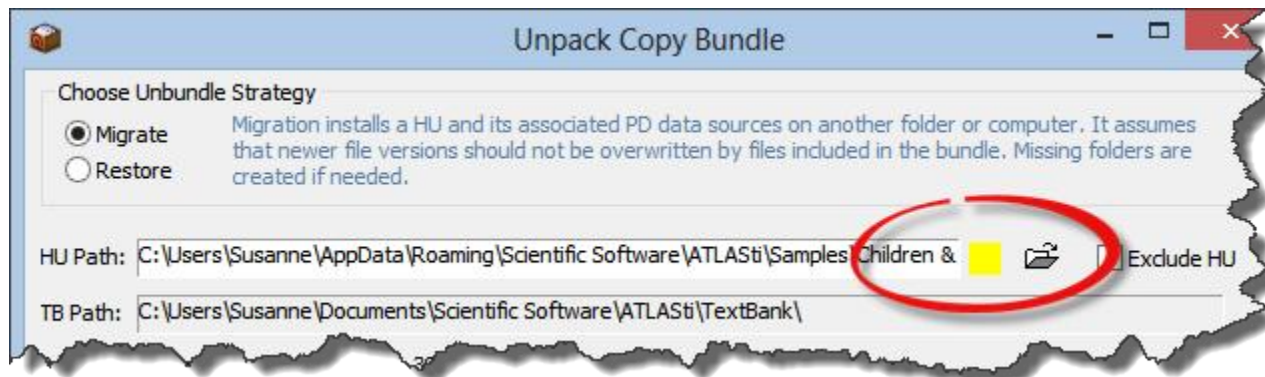 Unpack Copy Bundle
Choose Unbundle Strategy
Migrate
Migration installs a HU and its associated PD data sources on another folder or computer. It assumes
that newer file versions should not be overwritten by files included in the bundle. Missing folders are
Restore
created if needed.
HU Path: C:\Users\Susanne\AppData\Roaming\Scientific Software\ATLASti\Samples\Children & Exclude HU
TB Path: C:\Users\Susanne\Documents\Scientific Software\ATLASti\TextBank\